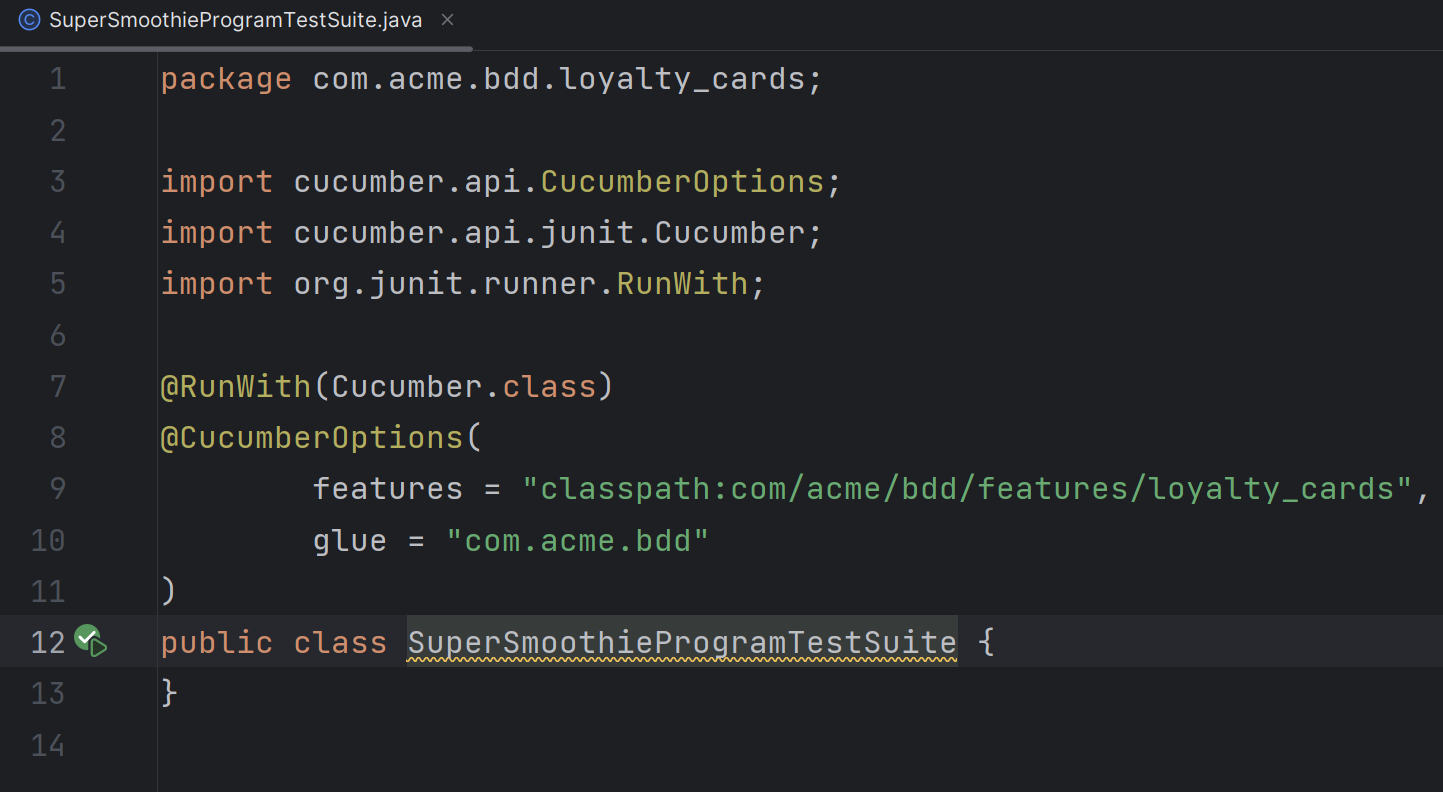 SuperSmoothieProgramTestSuite.java
1 package com.acme.bdd.loyalty_cards;
2
3 import cucumber.api.CucumberOptions;
4 import cucumber.api.junit.Cucumber;
5 import org.junit.runner.RunWith;
6
7 @RunWith(Cucumber.class)
8 @CucumberOptions(
9         features = "classpath:com/acme/bdd/features/loyalty_cards",
10         glue = "com.acme.bdd"
11 )
12 public class SuperSmoothieProgramTestSuite {
13 }
14